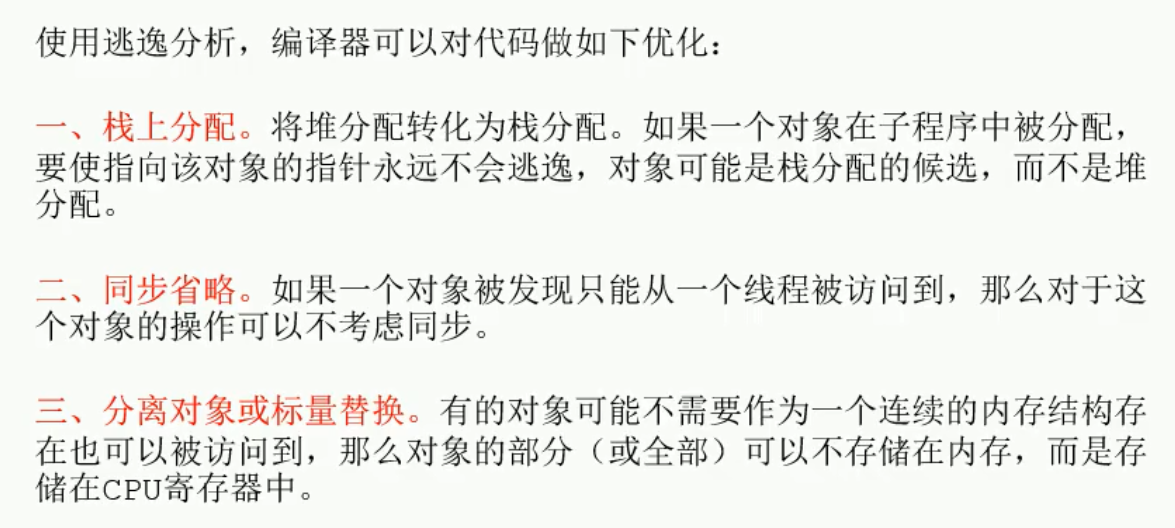 使用逃逸分析，编译器可以对代码做如下优化：
一、栈上分配。将堆分配转化为栈分配。如果一个对象在子程序中被分配，
要使指向该对象的指针永远不会逃逸，对象可能是栈分配的候选，而不是堆
分配。
二、同步省略。如果一个对象被发现只能从一个线程被访问到，那么对于这
个对象的操作可以不考虑同步。
三、分离对象或标量替换。有的对象可能不需要作为一个连续的内存结构存
在也可以被访问到，那么对象的部分（或全部）可以不存储在内存，而是存
储在CPU寄存器中。